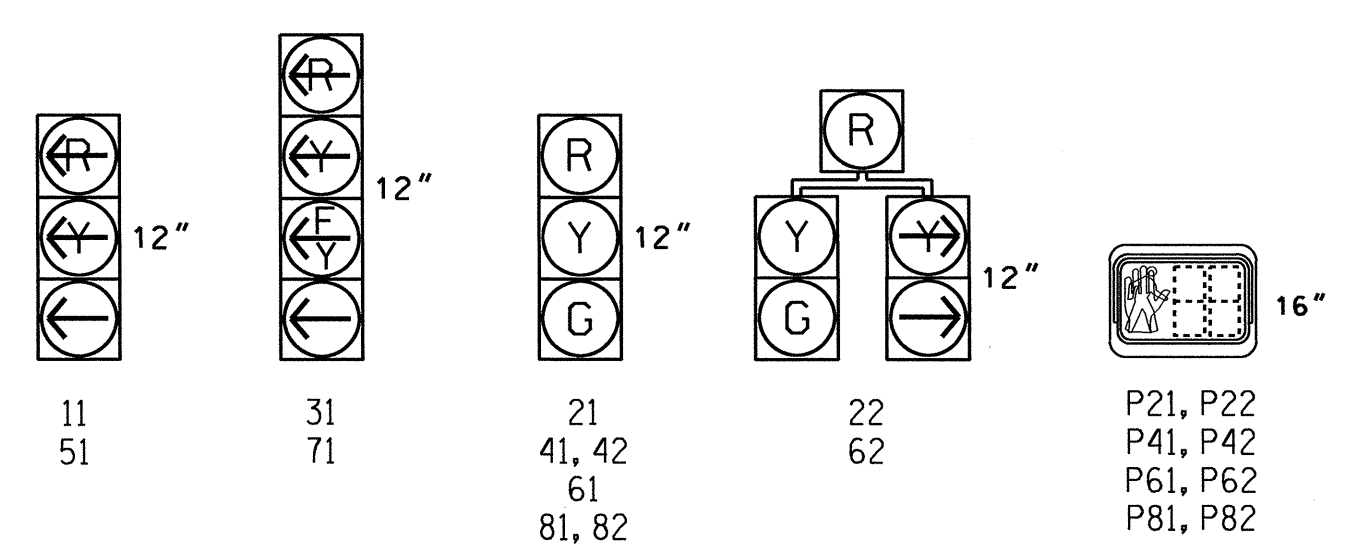 R
Y
12"
11
51
R
Y
F
Y
12"
31
71
R
Y
G
12"
21
41, 42
61
81, 82
R
Y
Y
G
12"
22
62
16"
P21, P22
P41, P42
P61, P62
P81, P82